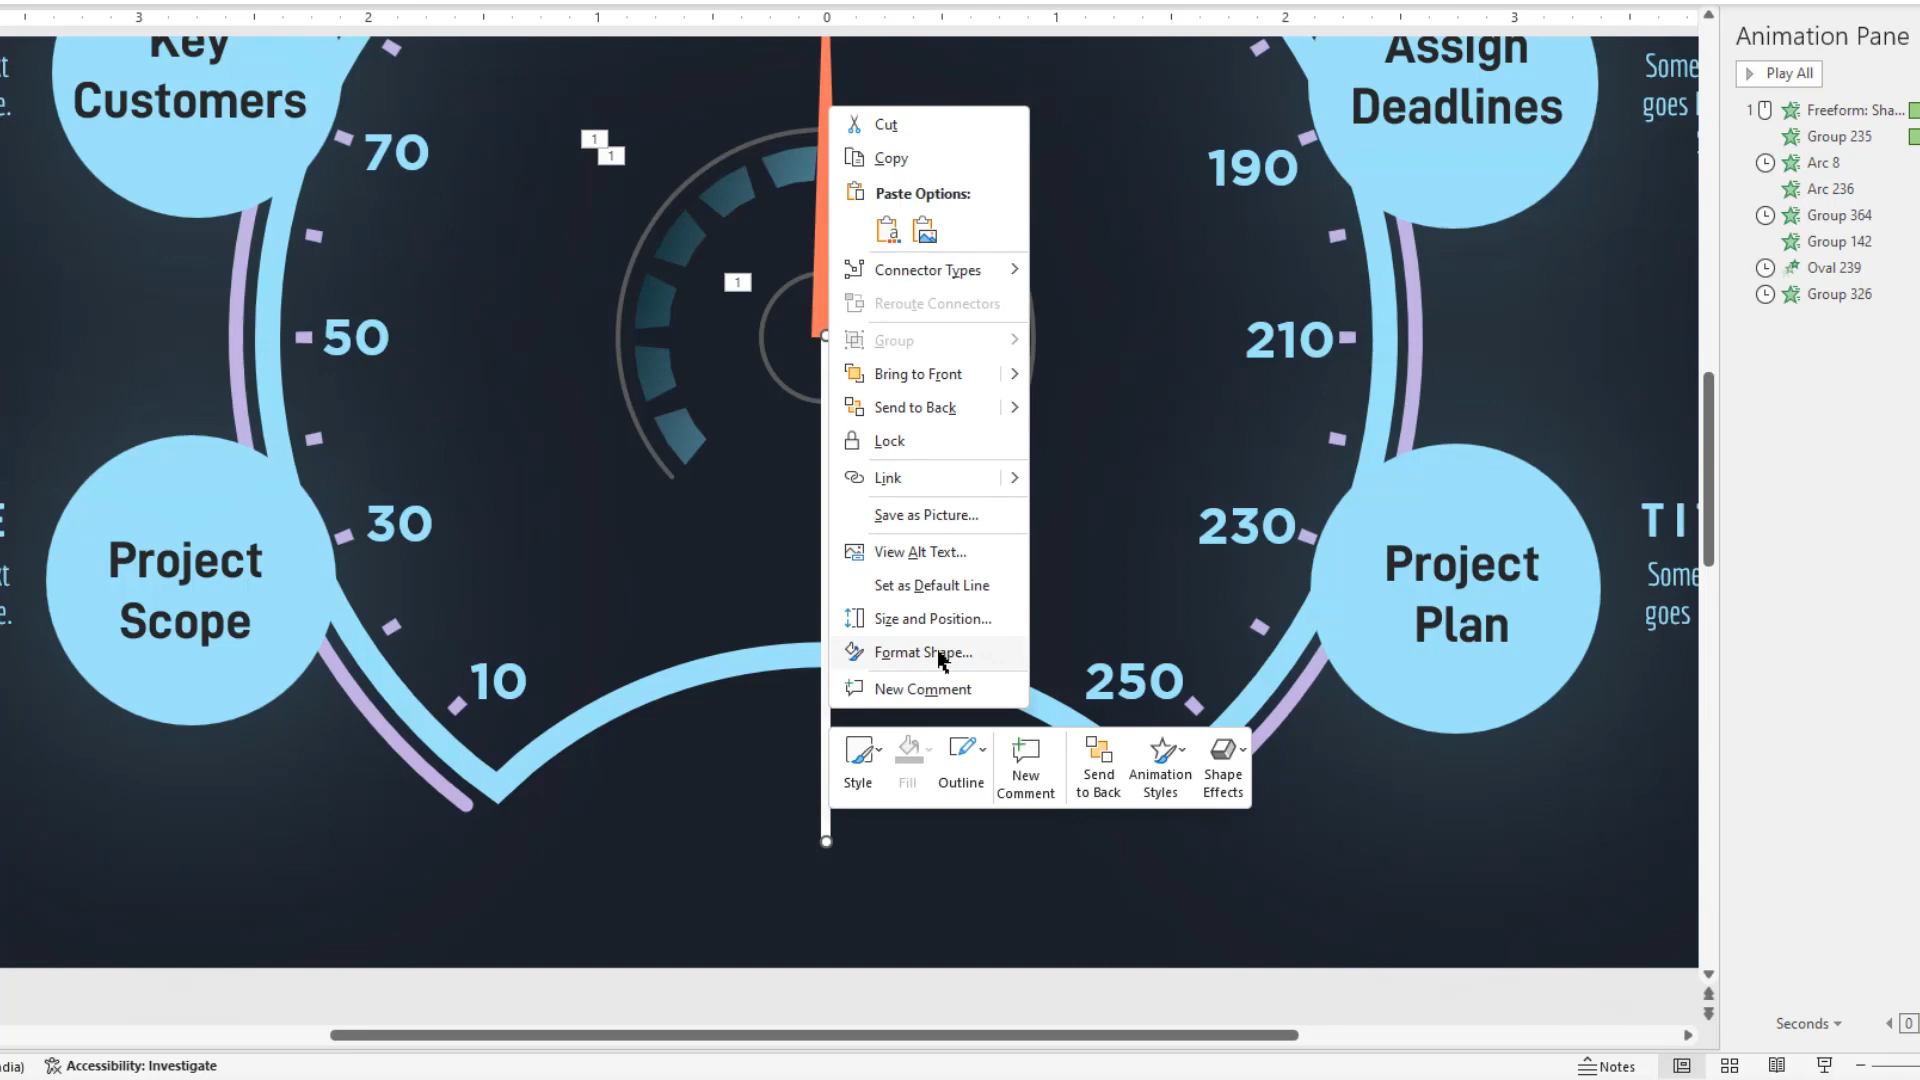 3 2 1 0 1 2 3
Animation Pane
Play All
1 Freeform: Sha...
Group 235
Arc 8
Arc 236
Group 364
Group 142
Oval 239
Group 326
Key
Customers
Assign
Deadlines
Some
goes
70
190
1
1
1
50
210
30
230
10
250
Project
Scope
Project
Plan
TI
Some
goes
Cut
Copy
Paste Options:
Connector Types
Reroute Connectors
Group
Bring to Front
Send to Back
Lock
Link
Save as Picture...
View Alt Text...
Set as Default Line
Size and Position...
Format Shape...
New Comment
Style
Fill
Outline
New
Comment
Send
to Back
Animation
Styles
Shape
Effects
Seconds
0
dia)
Accessibility: Investigate
Notes